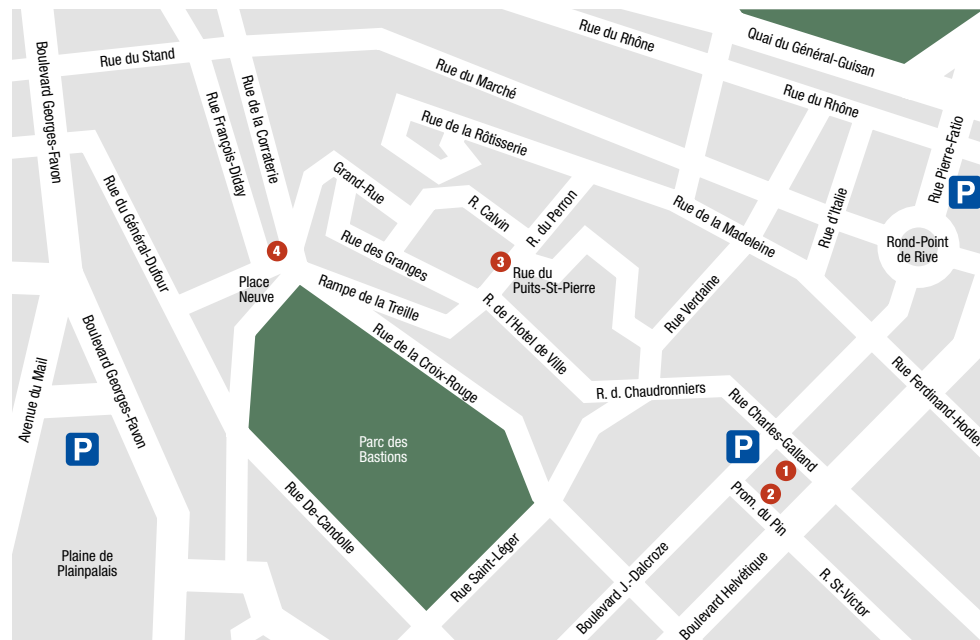 Rue du Rhône
Quai du Général-Guisan
Rue du Stand
Boulevard Georges-Favon
Rue du Marché
Rue du Rhône
Rue François-Diday
Rue de la Corraterie
Rue de la Rôtisserie
Rue Pierre-Fatio
P
Grand-Rue
R. Calvin
R. du Perron
Rue de la Madeleine
Rue d'Italie
Rond-Point
de Rive
Rue du Général-Dufour
4
Place
Neuve
Rue des Granges
3
Rue du
Puits-St-Pierre
Rampe de la Treille
R. de l'Hotel de Ville
Rue Verdaine
Rue de la Croix-Rouge
Avenue du Mail
Boulevard Georges-Favon
R. d. Chaudronniers
Rue Charles-Galland
Rue Ferdinand-Hodler
P
Parc des
Bastions
P
1
2
Prom. du Pin
Rue De-Candolle
Plaine de
Plainpalais
Rue Saint-Léger
Boulevard J.-Dalcroze
Boulevard Helvétique
R. St-Victor